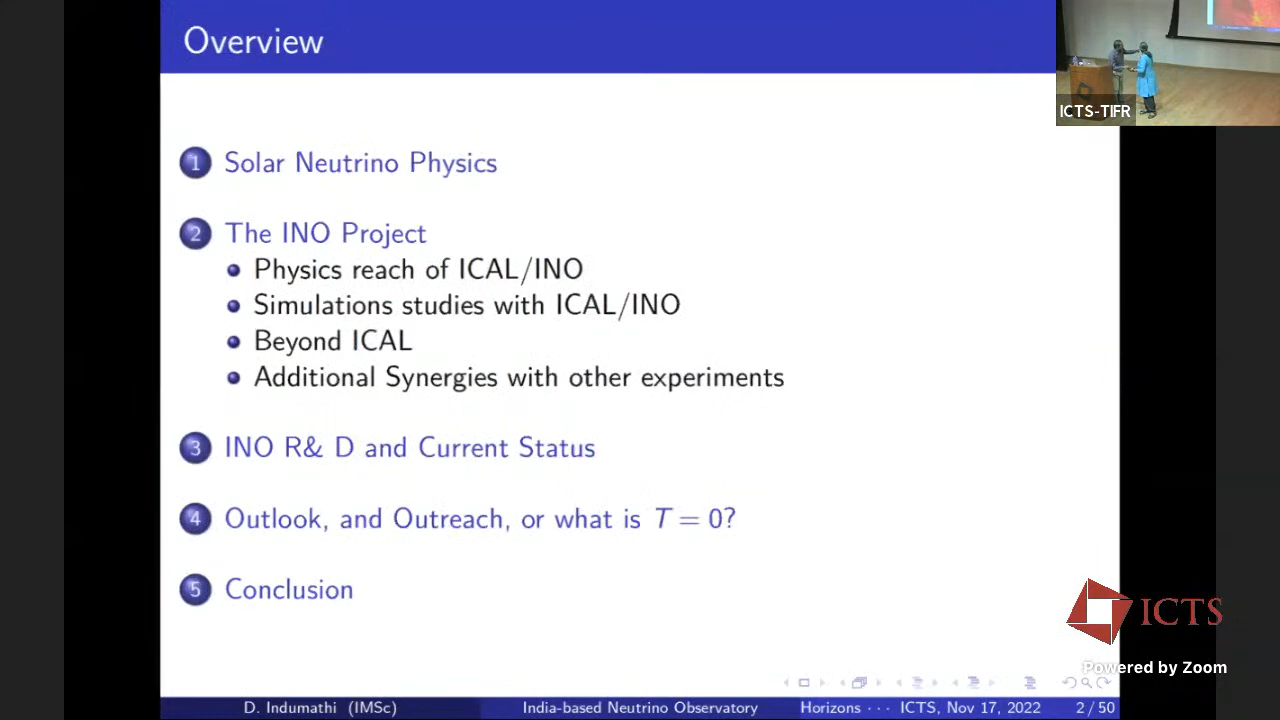 Overview
ICTS-TIFR
1 Solar Neutrino Physics
2 The INO Project
Physics reach of ICAL/INO
Simulations studies with ICAL/INO
Beyond ICAL
Additional Synergies with other experiments
3 INO R& D and Current Status
4 Outlook, and Outreach, or what is T = 0?
5 Conclusion
ICTS
Powered by Zoom
D. Indumathi (IMSc) India-based Neutrino Observatory Horizons · · · ICTS, Nov 17, 2022 2 / 50